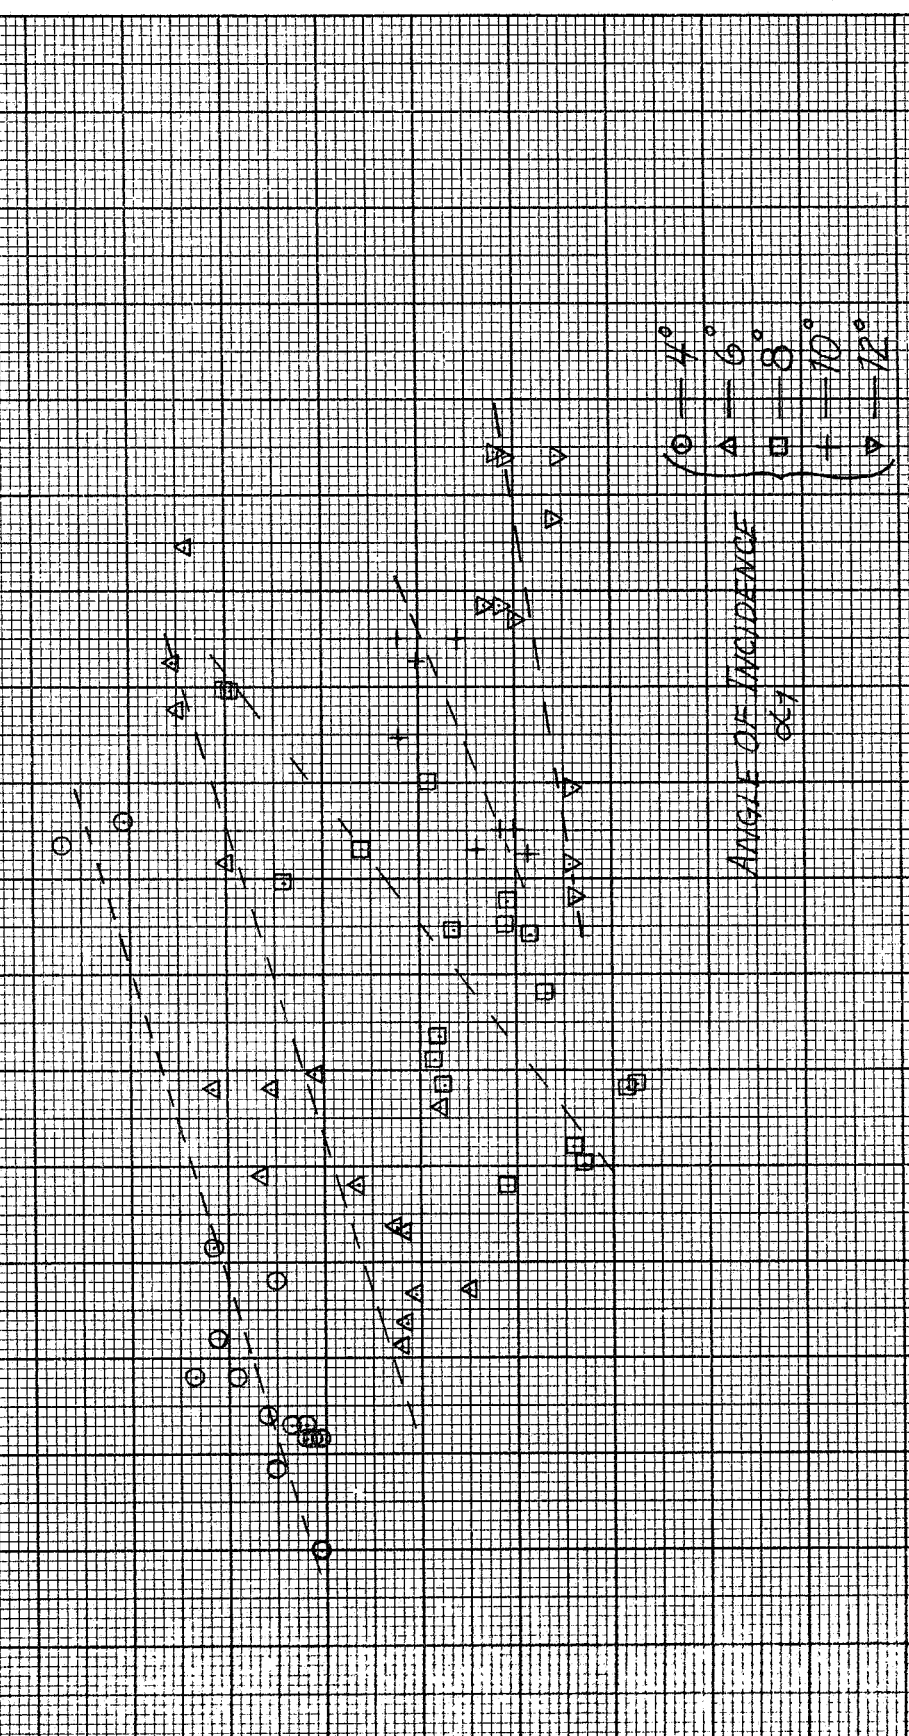 ANGLE OF INCIDENCE
α1
⊙ — 4°
△ — 6°
□ — 8°
+ — 10°
▽ — 12°